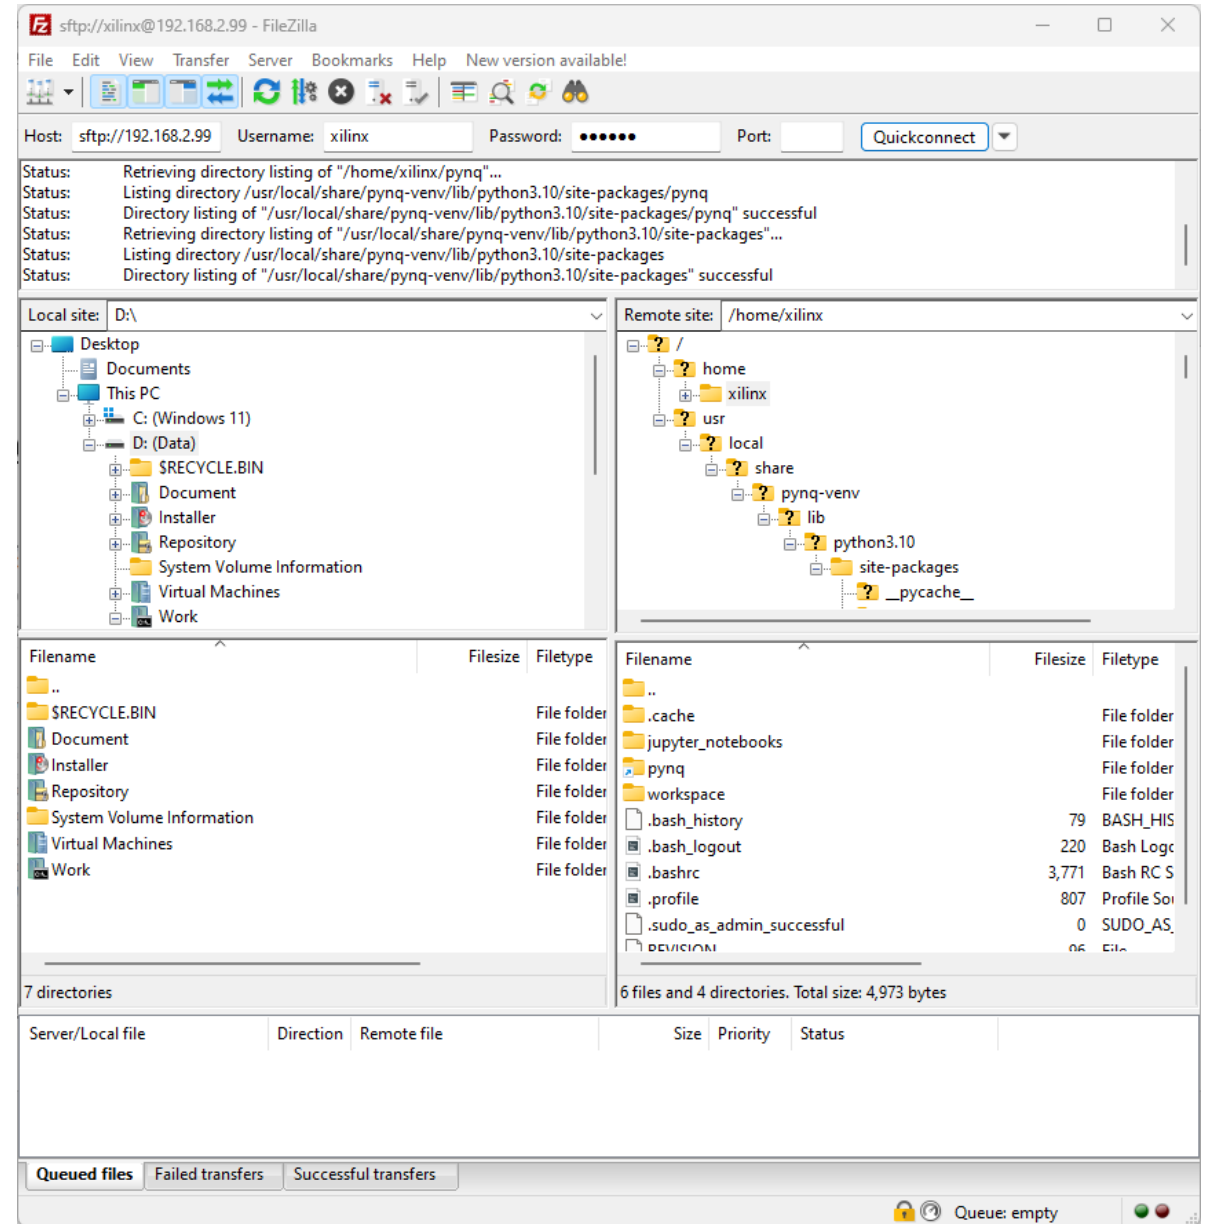 sftp://xilinx@192.168.2.99 - FileZilla
File Edit View Transfer Server Bookmarks Help New version available!
Host: sftp://192.168.2.99 Username: xilinx Password: ●●●●●● Port: Quickconnect
Status: Retrieving directory listing of "/home/xilinx/pynq"...
Status: Listing directory /usr/local/share/pynq-venv/lib/python3.10/site-packages/pynq
Status: Directory listing of "/usr/local/share/pynq-venv/lib/python3.10/site-packages/pynq" successful
Status: Retrieving directory listing of "/usr/local/share/pynq-venv/lib/python3.10/site-packages"...
Status: Listing directory /usr/local/share/pynq-venv/lib/python3.10/site-packages
Status: Directory listing of "/usr/local/share/pynq-venv/lib/python3.10/site-packages" successful
Local site: D:\
Desktop
Documents
This PC
C: (Windows 11)
D: (Data)
$RECYCLE.BIN
Document
Installer
Repository
System Volume Information
Virtual Machines
Work
Remote site: /home/xilinx
/
home
xilinx
usr
local
share
pynq-venv
lib
python3.10
site-packages
__pycache__
Filename Filesize Filetype
..
$RECYCLE.BIN File folder
Document File folder
Installer File folder
Repository File folder
System Volume Information File folder
Virtual Machines File folder
Work File folder
7 directories
Filename Filesize Filetype
..
.cache File folder
jupyter_notebooks File folder
pynq File folder
workspace File folder
.bash_history 79 BASH_HIS
.bash_logout 220 Bash Logo
.bashrc 3,771 Bash RC S
.profile 807 Profile Sou
.sudo_as_admin_successful 0 SUDO_AS_
REVISION 96 File
6 files and 4 directories. Total size: 4,973 bytes
Server/Local file Direction Remote file Size Priority Status
Queued files Failed transfers Successful transfers
Queue: empty